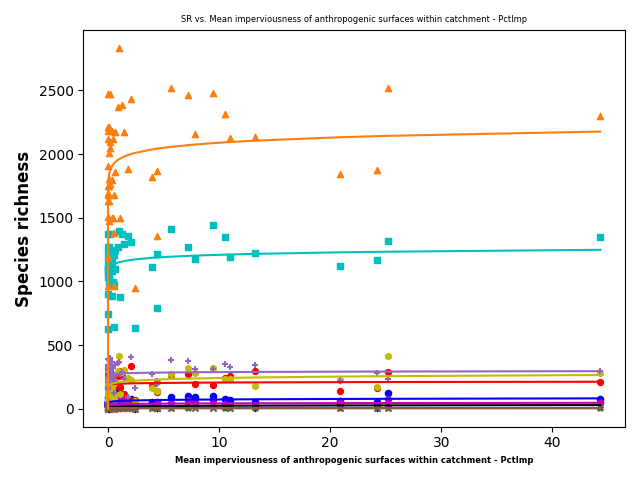 SR vs. Mean imperviousness of anthropogenic surfaces within catchment - PctImp
Species richness
2500
2000
1500
1000
500
0
0 10 20 30 40
Mean imperviousness of anthropogenic surfaces within catchment - PctImp